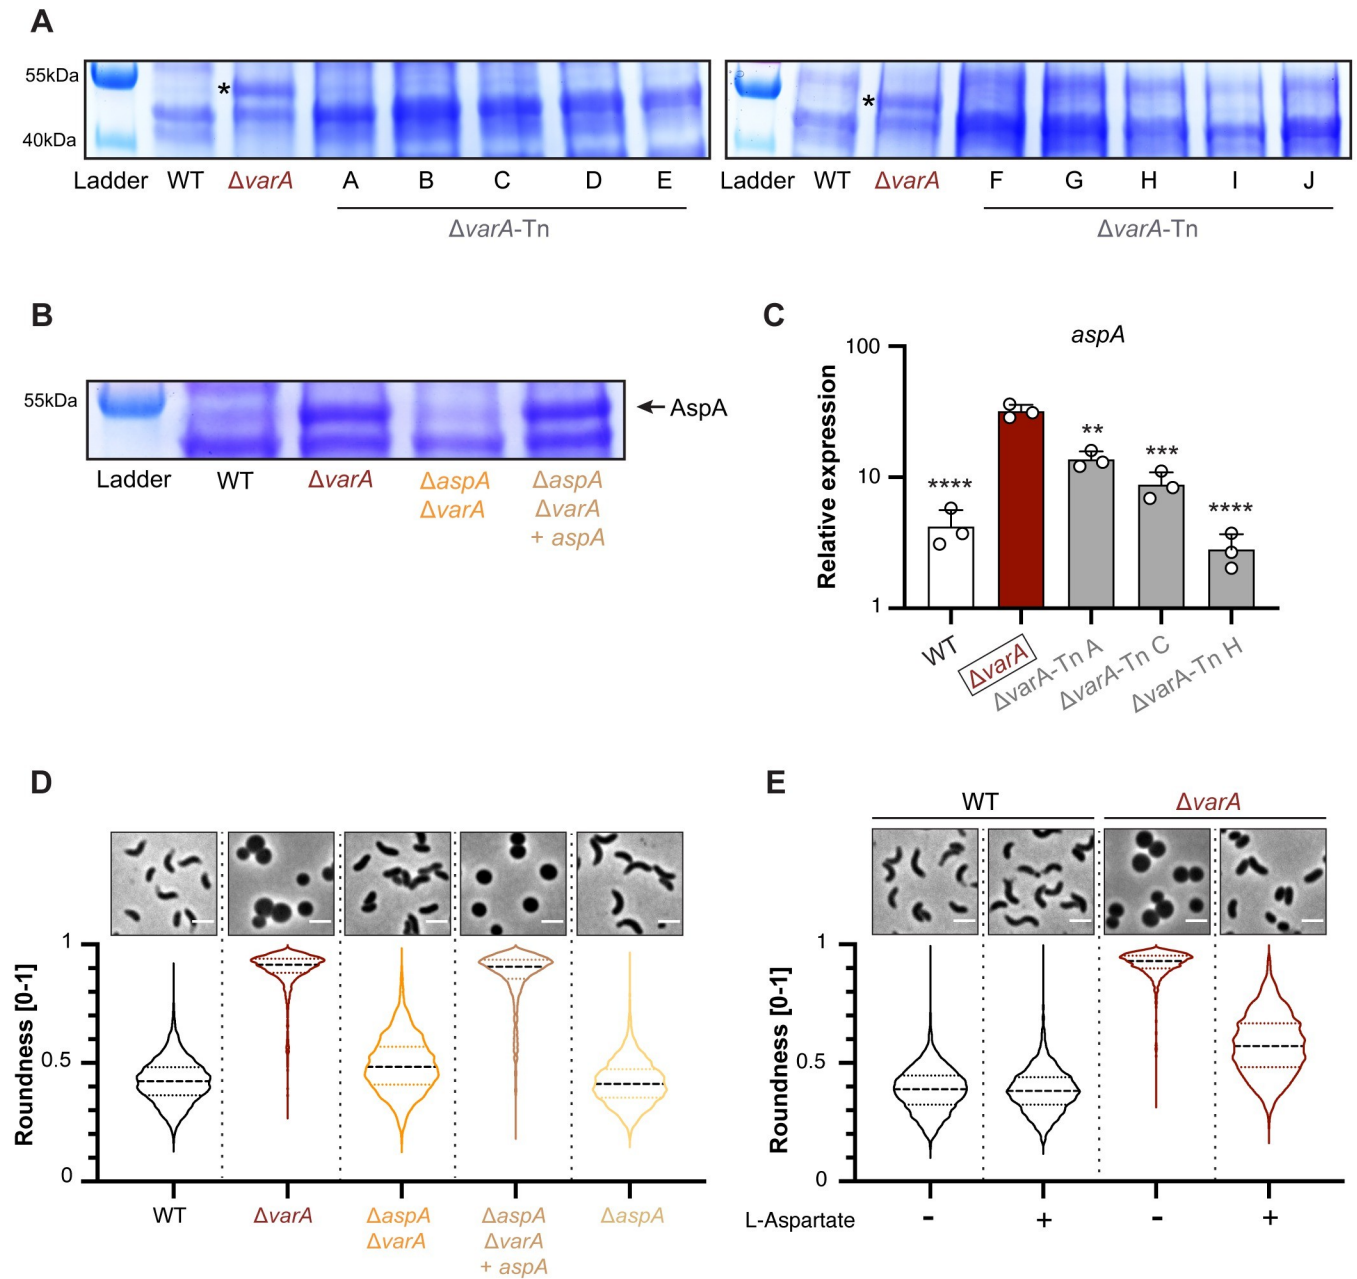 A
55kDa
40kDa
*
*
Ladder WT ΔvarA A B C D E
ΔvarA-Tn
Ladder WT ΔvarA F G H I J
ΔvarA-Tn
B
55kDa
AspA
Ladder WT ΔvarA ΔaspA ΔaspA
ΔvarA ΔvarA
+ aspA
C
aspA
Relative expression
100
10
1
****
**
***
****
WT
ΔvarA
ΔvarA-Tn A
ΔvarA-Tn C
ΔvarA-Tn H
D
Roundness [0-1]
1
0.5
0
WT ΔvarA ΔaspA ΔaspA ΔaspA
ΔvarA ΔvarA
+ aspA
E
WT ΔvarA
Roundness [0-1]
1
0.5
0
L-Aspartate - + - +